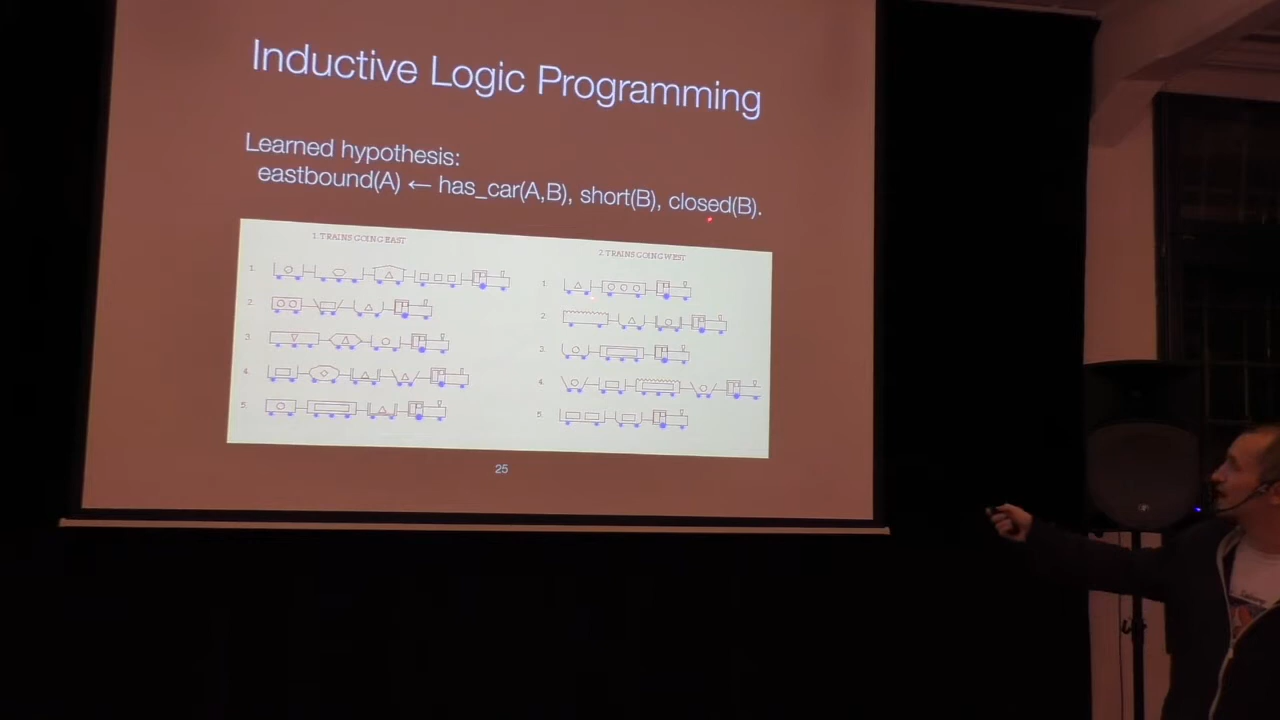 Inductive Logic Programming
Learned hypothesis:
eastbound(A) ← has_car(A,B), short(B), closed(B).
1. TRAINS GOING EAST
1.
2.
3.
4.
5.
2. TRAINS GOING WEST
1.
2.
3.
4.
5.
25